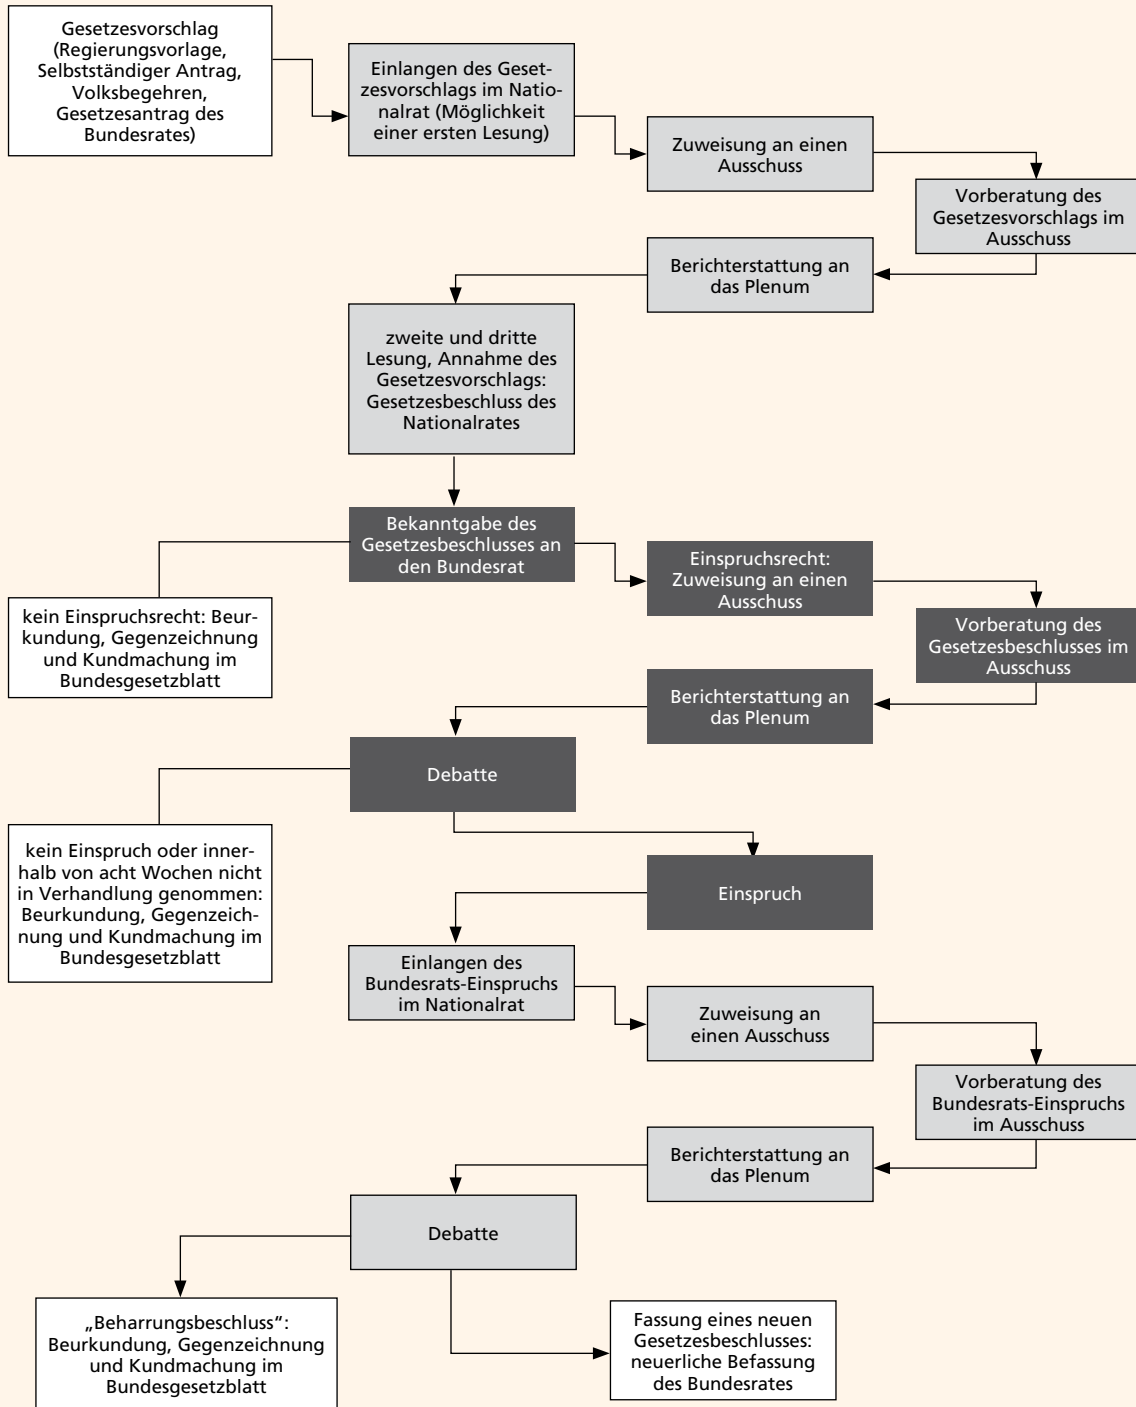 Gesetzesvorschlag
(Regierungsvorlage,
Selbstständiger Antrag,
Volksbegehren,
Gesetzesantrag des
Bundesrates)
Einlangen des Geset-
zesvorschlags im Natio-
nalrat (Möglichkeit
einer ersten Lesung)
Zuweisung an einen
Ausschuss
Vorberatung des
Gesetzesvorschlags im
Ausschuss
Berichterstattung an
das Plenum
zweite und dritte
Lesung, Annahme des
Gesetzesvorschlags:
Gesetzesbeschluss des
Nationalrates
Bekanntgabe des
Gesetzesbeschlusses an
den Bundesrat
kein Einspruchsrecht: Beur-
kundung, Gegenzeichnung
und Kundmachung im
Bundesgesetzblatt
Einspruchsrecht:
Zuweisung an einen
Ausschuss
Vorberatung des
Gesetzesbeschlusses im
Ausschuss
Berichterstattung an
das Plenum
Debatte
kein Einspruch oder inner-
halb von acht Wochen nicht
in Verhandlung genommen:
Beurkundung, Gegenzeich-
nung und Kundmachung im
Bundesgesetzblatt
Einspruch
Einlangen des
Bundesrats-Einspruchs
im Nationalrat
Zuweisung an
einen Ausschuss
Vorberatung des
Bundesrats-Einspruchs
im Ausschuss
Berichterstattung an
das Plenum
Debatte
„Beharrungsbeschluss“:
Beurkundung, Gegenzeichnung
und Kundmachung im
Bundesgesetzblatt
Fassung eines neuen
Gesetzesbeschlusses:
neuerliche Befassung
des Bundesrates